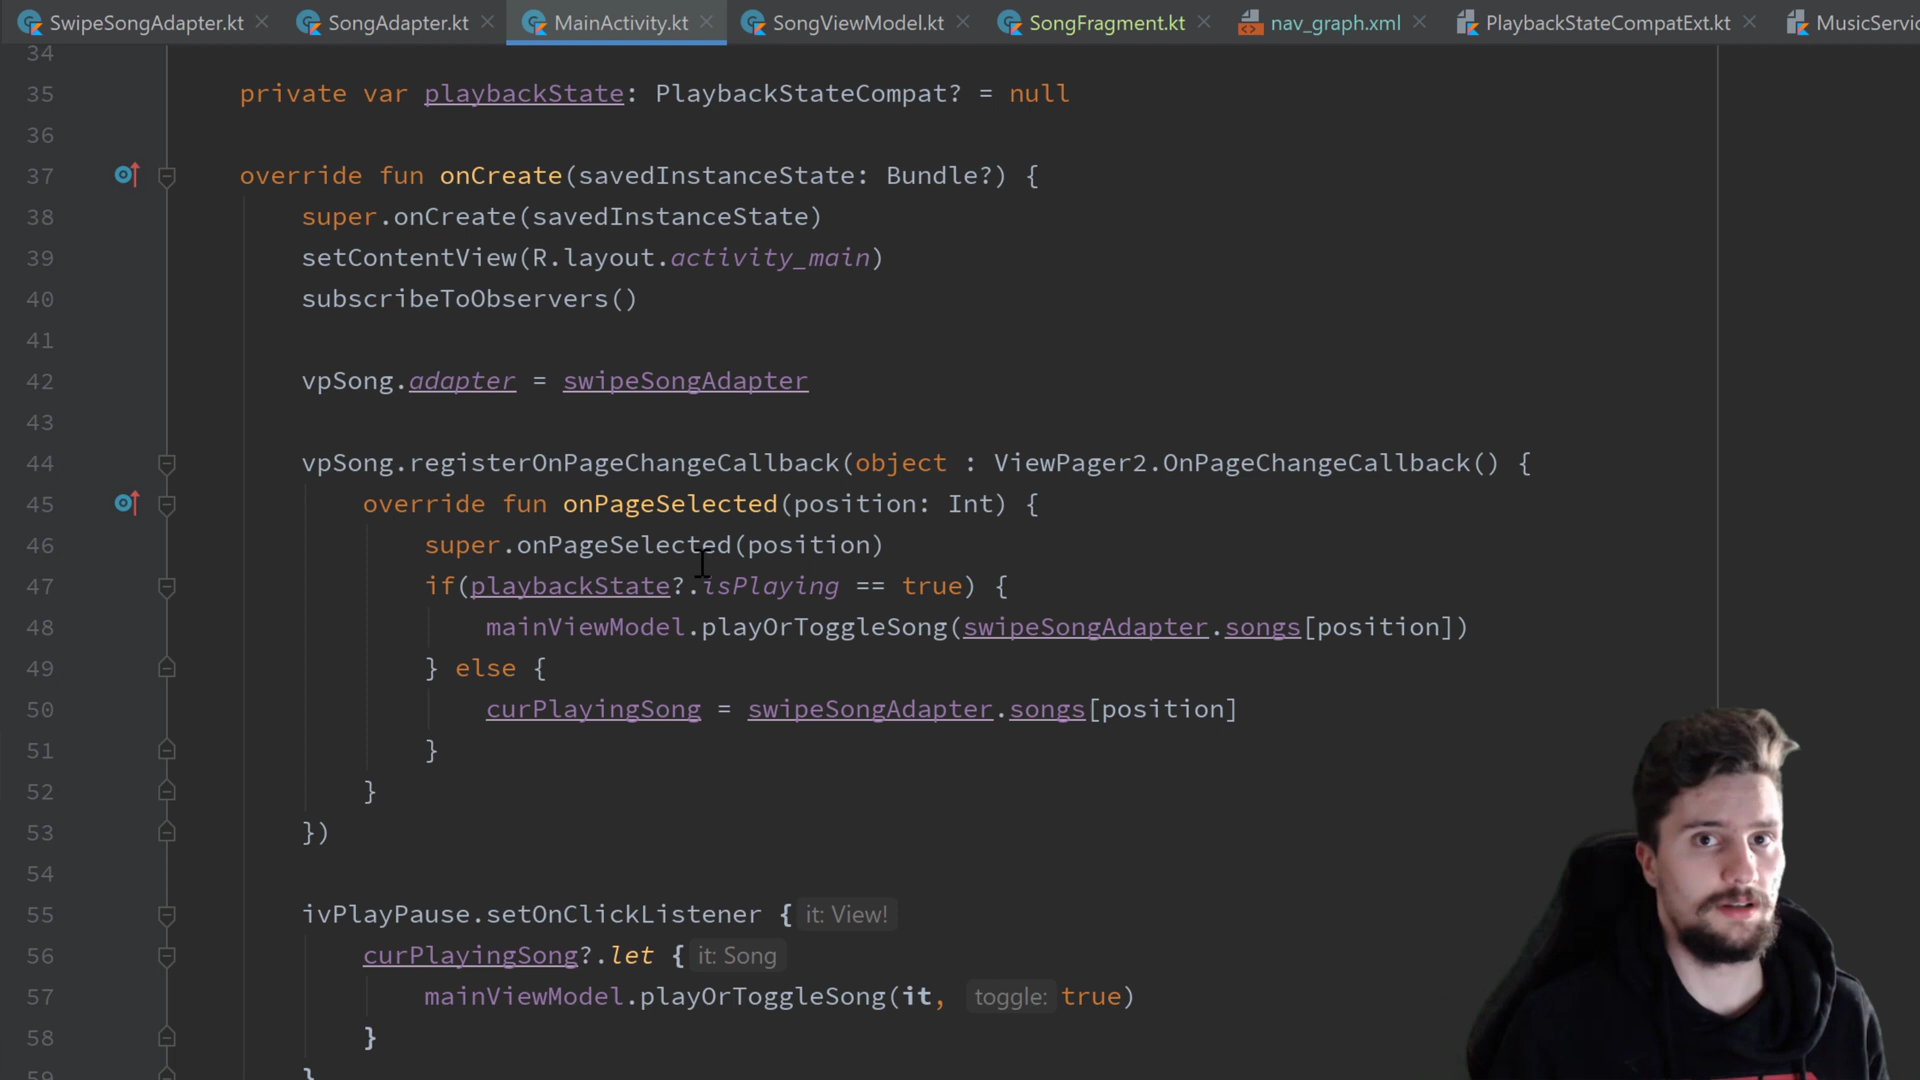 SwipeSongAdapter.kt SongAdapter.kt MainActivity.kt SongViewModel.kt SongFragment.kt nav_graph.xml PlaybackStateCompatExt.kt MusicServic
34
35 private var playbackState: PlaybackStateCompat? = null
36
37 override fun onCreate(savedInstanceState: Bundle?) {
38 super.onCreate(savedInstanceState)
39 setContentView(R.layout.activity_main)
40 subscribeToObservers()
41
42 vpSong.adapter = swipeSongAdapter
43
44 vpSong.registerOnPageChangeCallback(object : ViewPager2.OnPageChangeCallback() {
45 override fun onPageSelected(position: Int) {
46 super.onPageSelected(position)
47 if(playbackState?.isPlaying == true) {
48 mainViewModel.playOrToggleSong(swipeSongAdapter.songs[position])
49 } else {
50 curPlayingSong = swipeSongAdapter.songs[position]
51 }
52 }
53 })
54
55 ivPlayPause.setOnClickListener { it: View!
56 curPlayingSong?.let { it: Song
57 mainViewModel.playOrToggleSong(it, toggle: true)
58 }
59 }